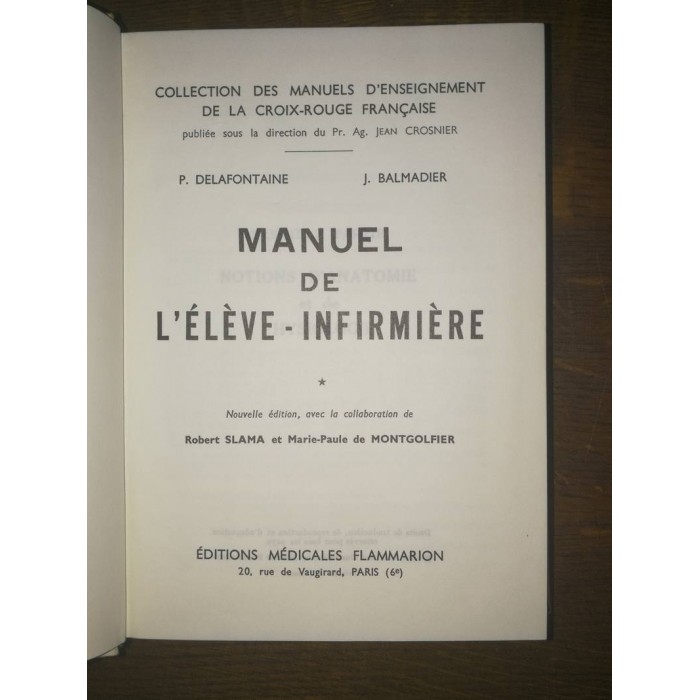 COLLECTION DES MANUELS D'ENSEIGNEMENT
DE LA CROIX-ROUGE FRANÇAISE
publiée sous la direction du Pr. Ag. JEAN CROSNIER
P. DELAFONTAINE J. BALMADIER
MANUEL
DE
L'ÉLÈVE - INFIRMIÈRE
*
Nouvelle édition, avec la collaboration de
Robert SLAMA et Marie-Paule de MONTGOLFIER
ÉDITIONS MÉDICALES FLAMMARION
20, rue de Vaugirard, PARIS (6e)